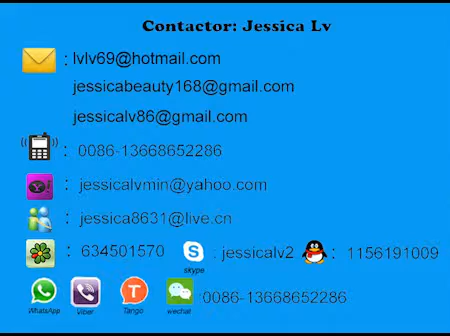 Contactor: Jessica Lv
: lvlv69@hotmail.com
jessicabeauty168@gmail.com
jessicalv86@gmail.com
: 0086-13668652286
: jessicalvmin@yahoo.com
: jessica8631@live.cn
: 634501570 : jessicalv2 : 1156191009
skype
:0086-13668652286
WhatsApp Viber Tango wechat